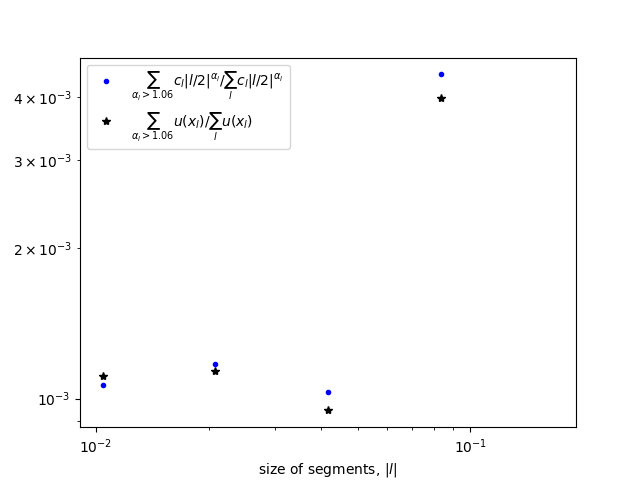 ∑_{α_l>1.06} c_l|l/2|^{α_l}/∑_l c_l|l/2|^{α_l}
∑_{α_l>1.06} u(x_l)/∑_l u(x_l)
4 × 10^{−3}
3 × 10^{−3}
2 × 10^{−3}
10^{−3}
10^{−2} 10^{−1}
size of segments, |l|